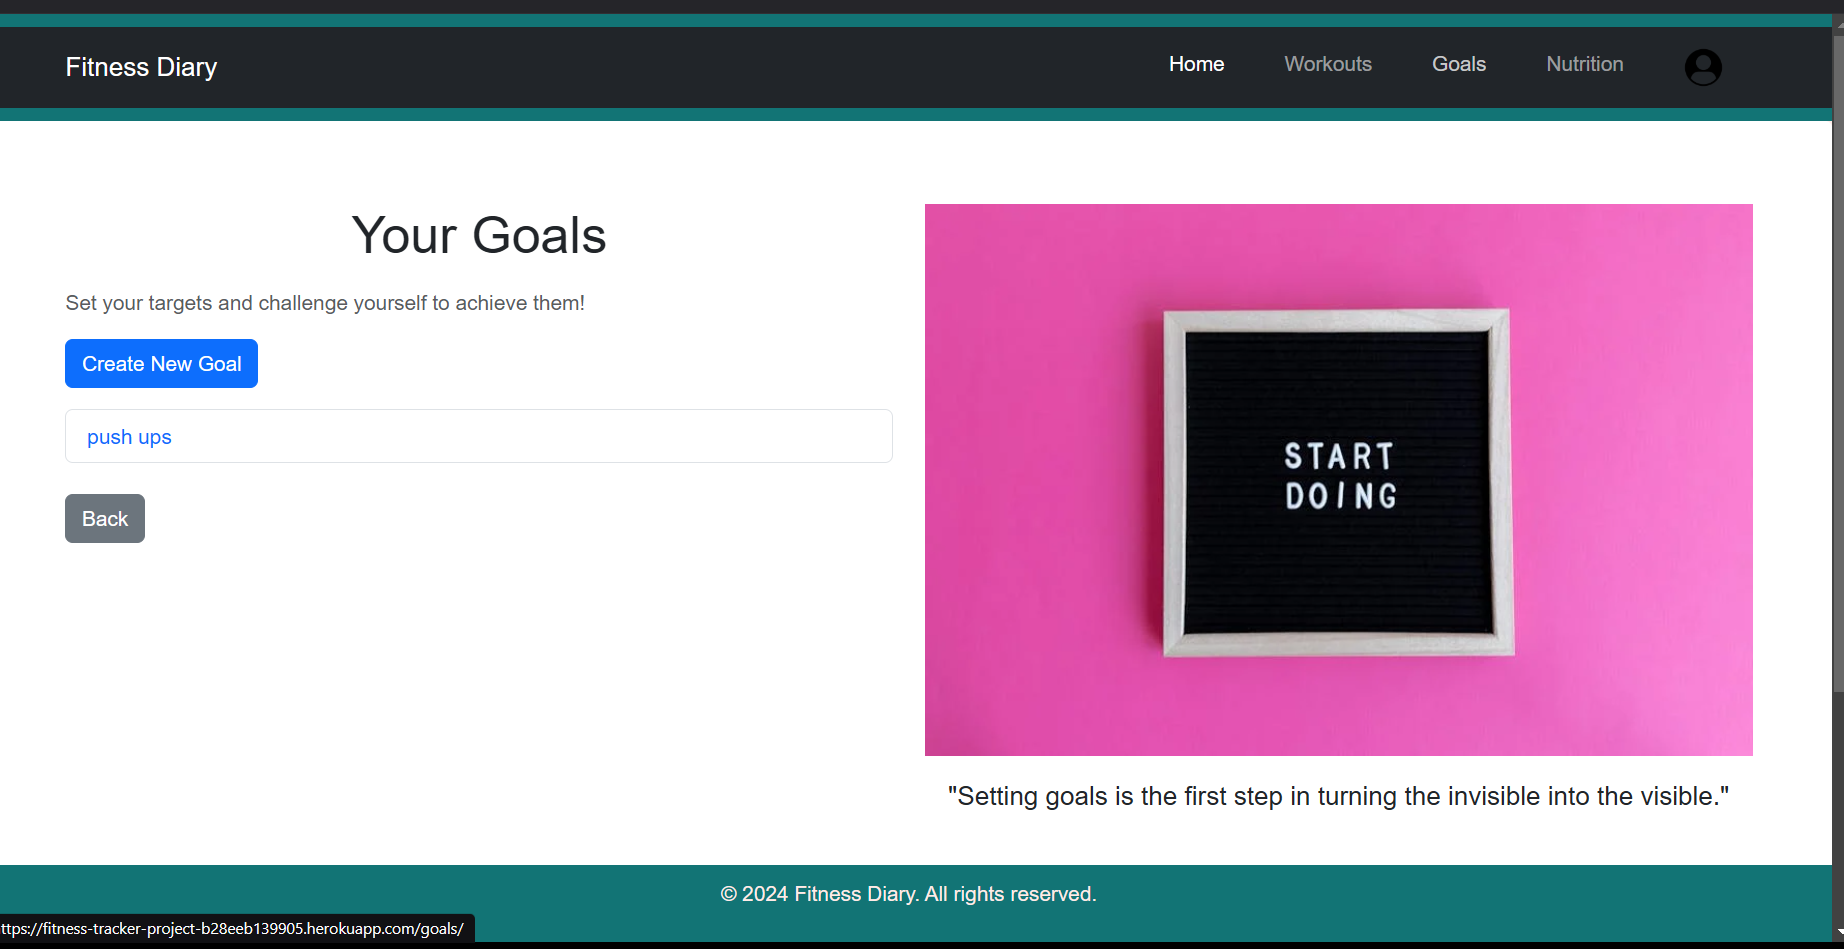 Fitness Diary
Home
Workouts
Goals
Nutrition
Your Goals
Set your targets and challenge yourself to achieve them!
Create New Goal
push ups
Back
START
DOING
"Setting goals is the first step in turning the invisible into the visible."
© 2024 Fitness Diary. All rights reserved.
ttps://fitness-tracker-project-b28eeb139905.herokuapp.com/goals/